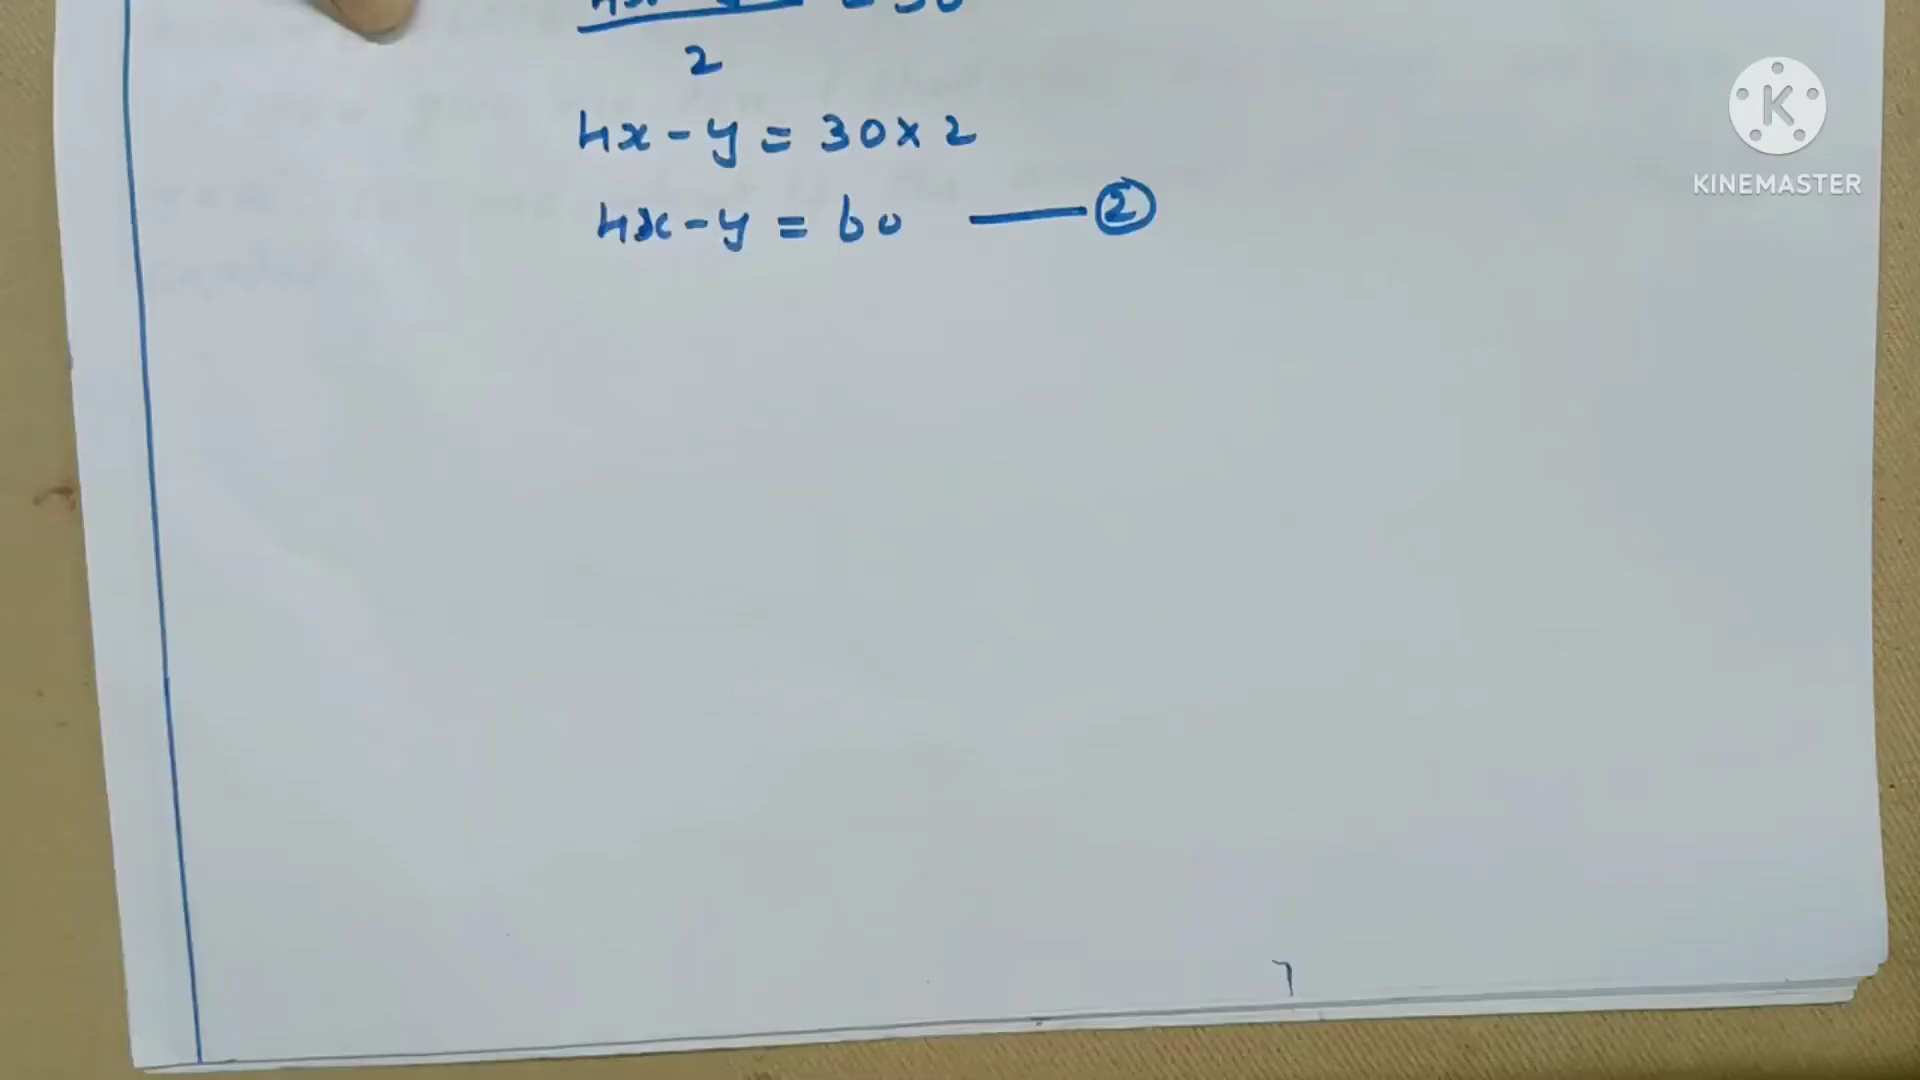 2
4x - y = 30 × 2
4x - y = 60 —— ②
K
KINEMASTER